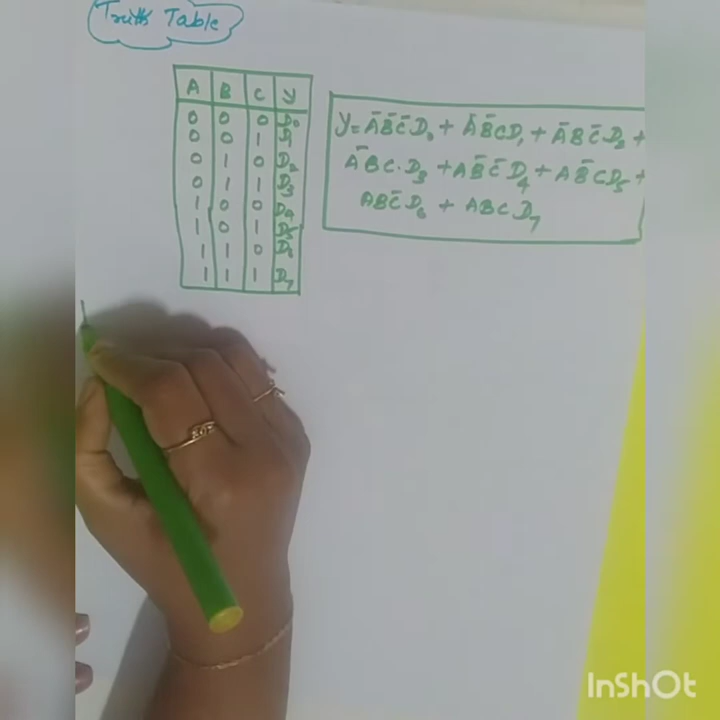 Truth Table
A B C Y
0 0 0 D₀
0 0 1 D₁
0 1 0 D₂
0 1 1 D₃
1 0 0 D₄
1 0 1 D₅
1 1 0 D₆
1 1 1 D₇
Y = A̅B̅C̅D₀ + A̅B̅CD₁ + A̅BC̅D₂ +
A̅BC.D₃ + AB̅C̅D₄ + AB̅CD₅ +
ABC̅D₆ + ABCD₇
InShOt